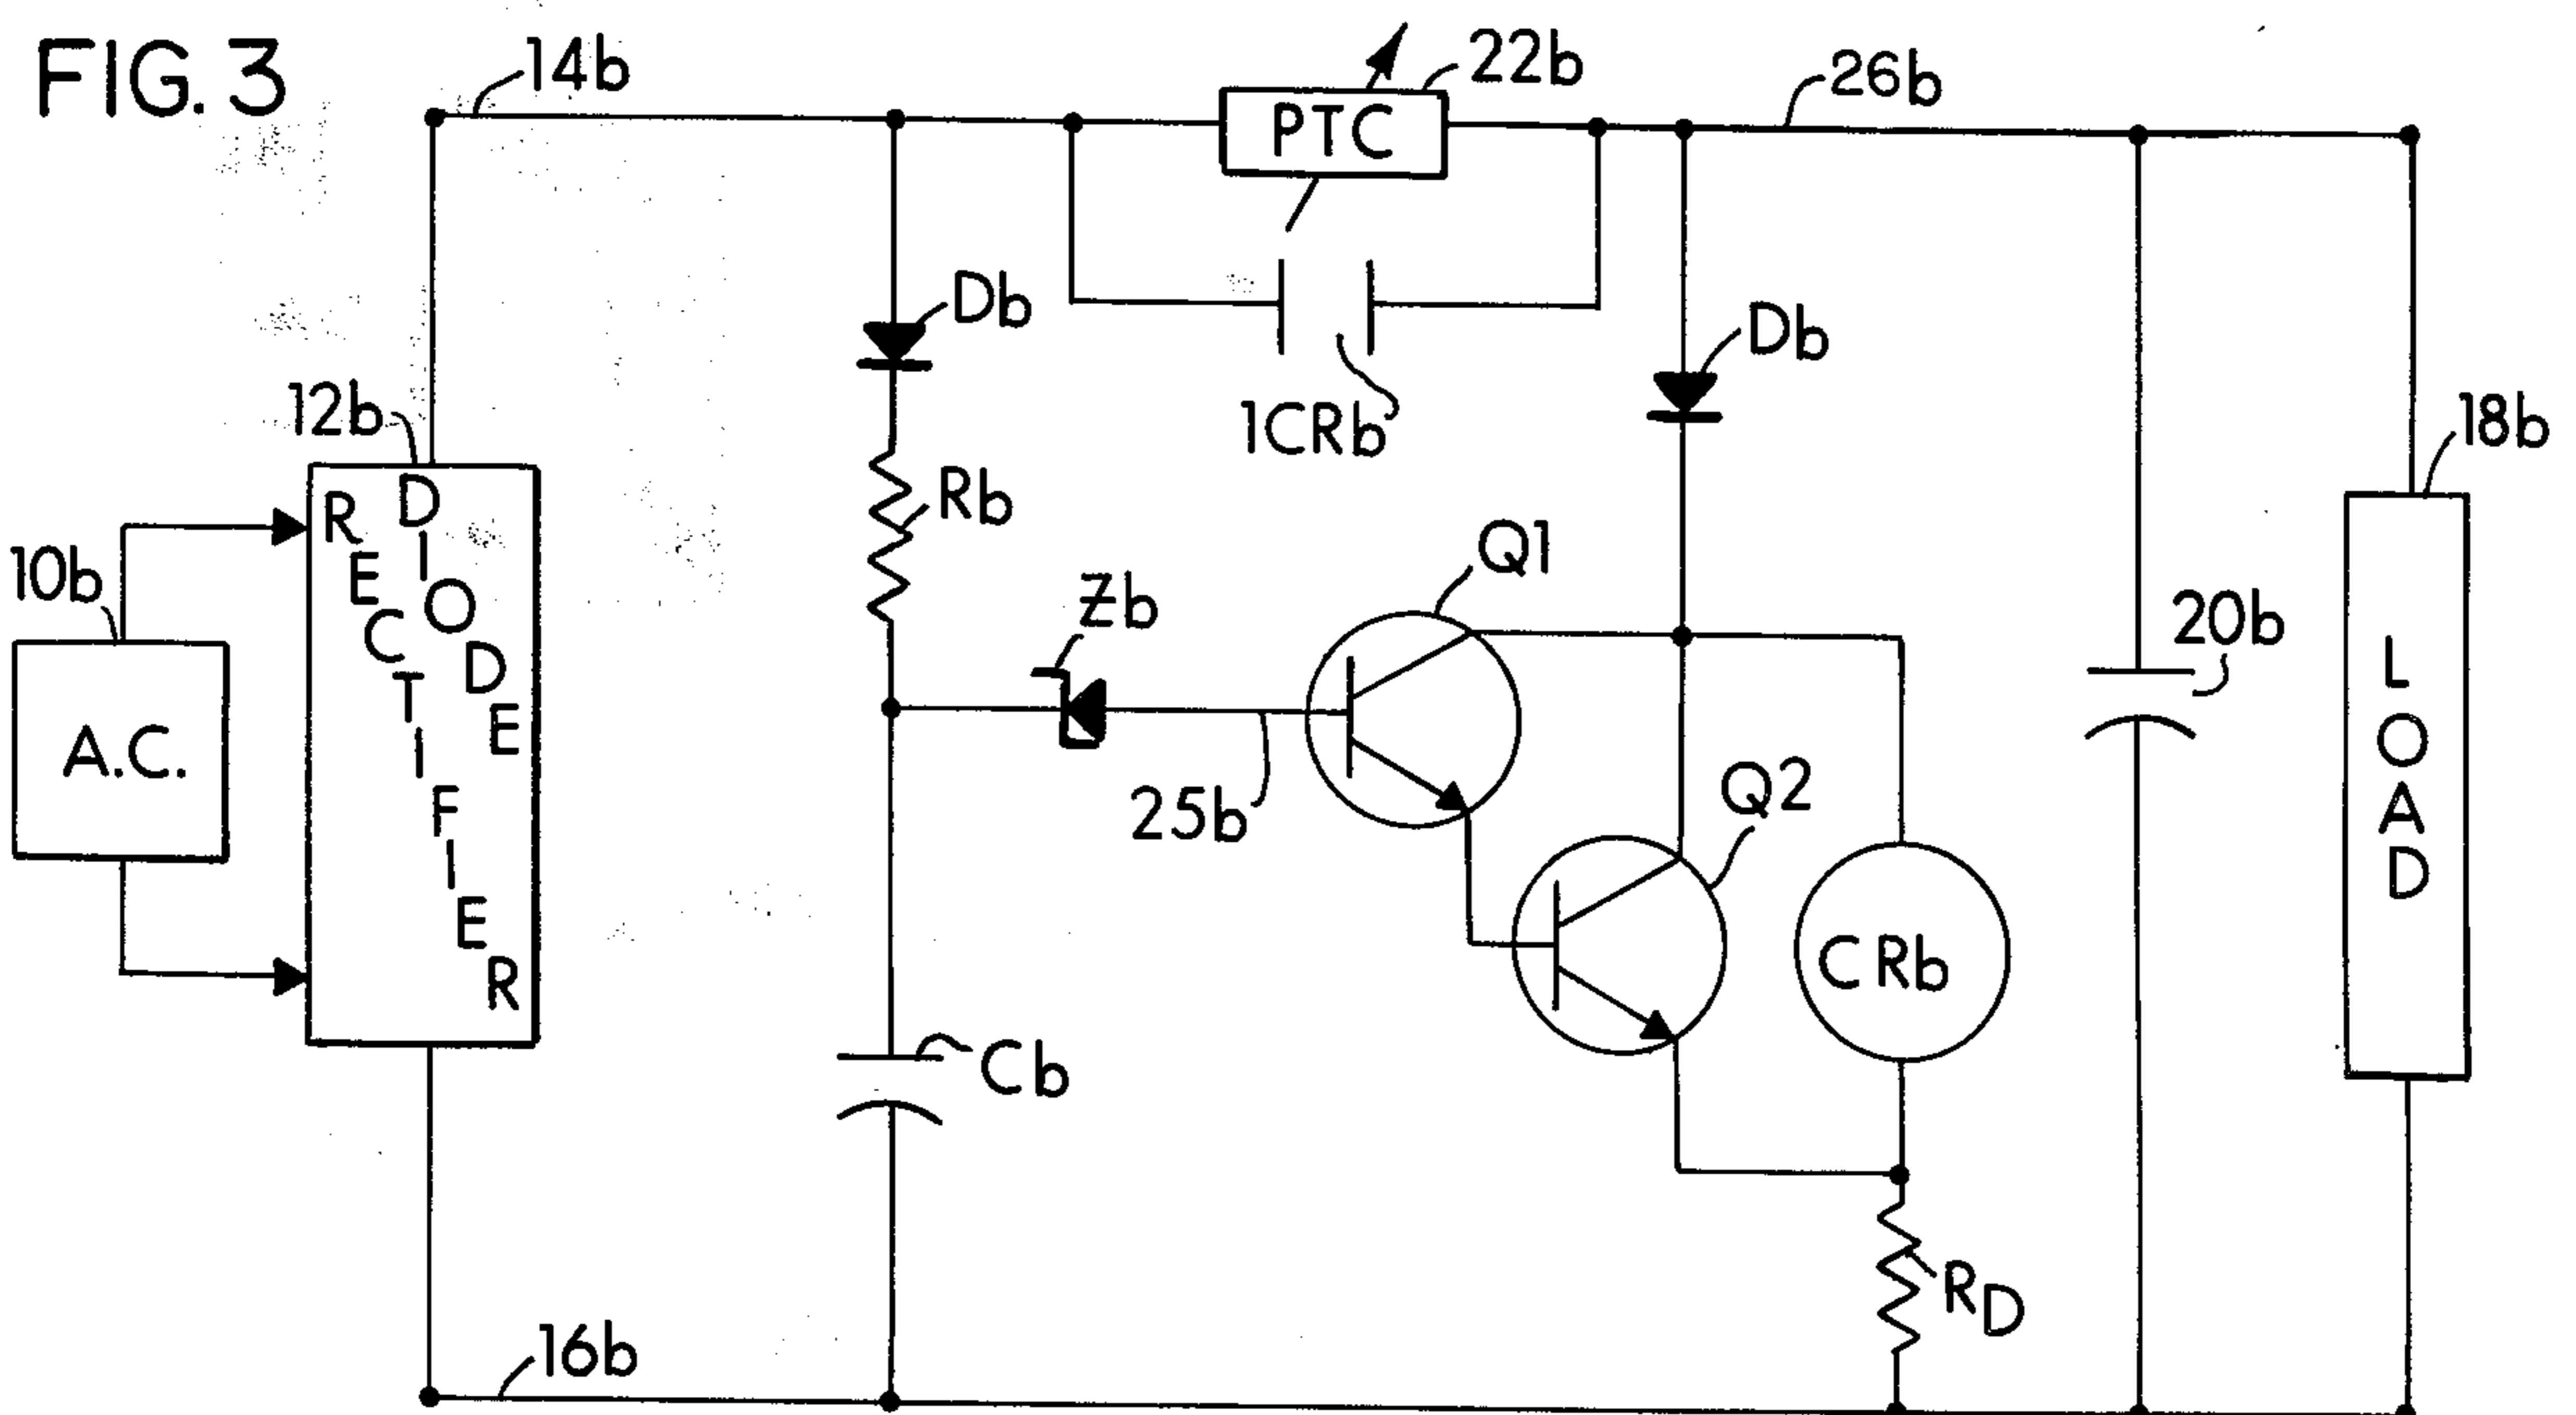 FIG. 3
14b
22b
26b
PTC
Db
Db
1CRb
12b
18b
Rb
10b
DIODE
RECTIFIER
Q1
Zb
20b
A.C.
25b
Q2
LOAD
CRb
Cb
RD
16b